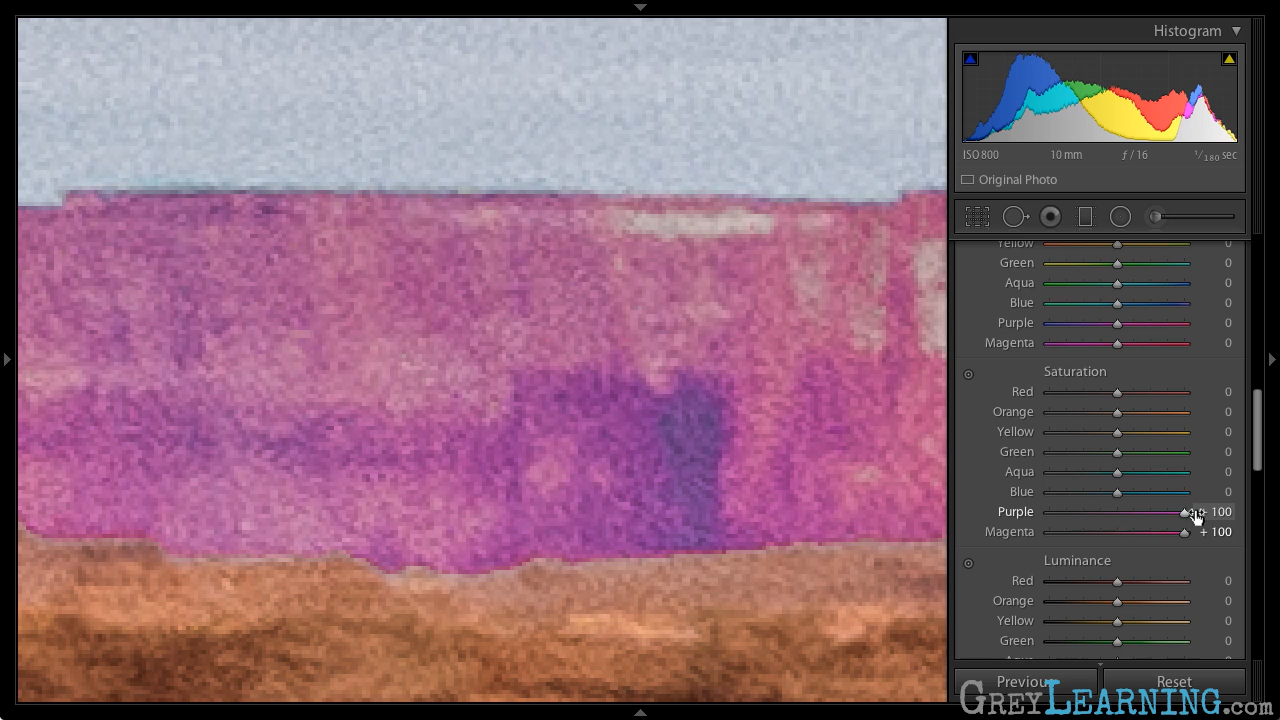 Histogram
ISO 800 10 mm ƒ / 16 1/180 sec
Original Photo
Yellow 0
Green 0
Aqua 0
Blue 0
Purple 0
Magenta 0
Saturation
Red 0
Orange 0
Yellow 0
Green 0
Aqua 0
Blue 0
Purple + 100
Magenta + 100
Luminance
Red 0
Orange 0
Yellow 0
Green 0
Previous Reset
GreyLearning.com